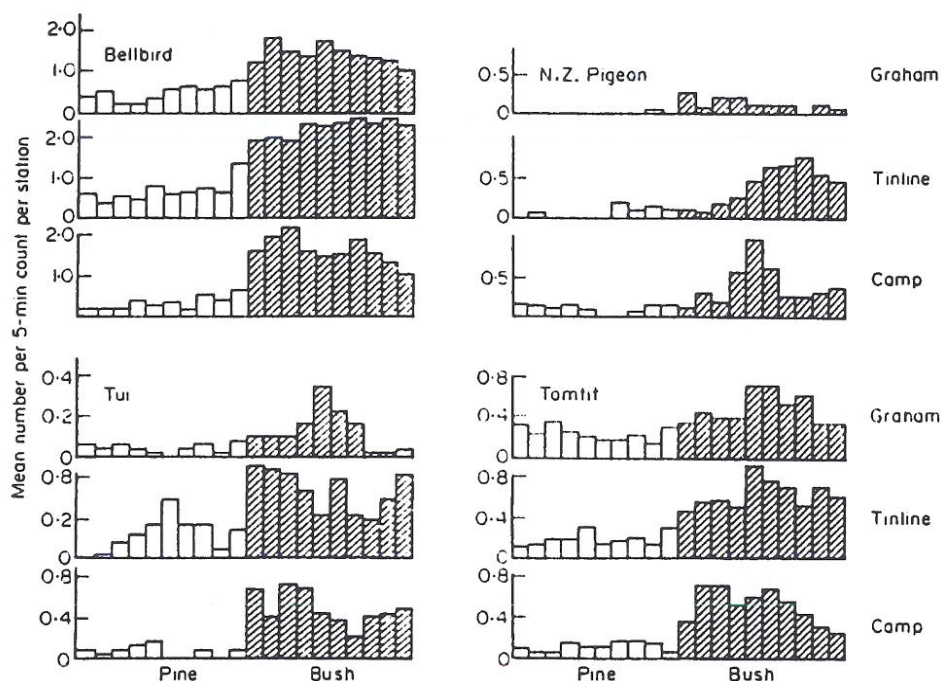 Mean number per 5-min count per station
Bellbird
2·0
1·0
0
2·0
1·0
0
2·0
1·0
N.Z. Pigeon
Graham
0·5
0
Tinline
0·5
0
Camp
0·5
Tui
0·4
0·2
0
0·8
0·2
0
0·8
0·4
0
Pine
Bush
Tomtit
Graham
0·8
0·4
0
Tinline
0·8
0·4
0
Camp
0·8
0·4
0
Pine
Bush